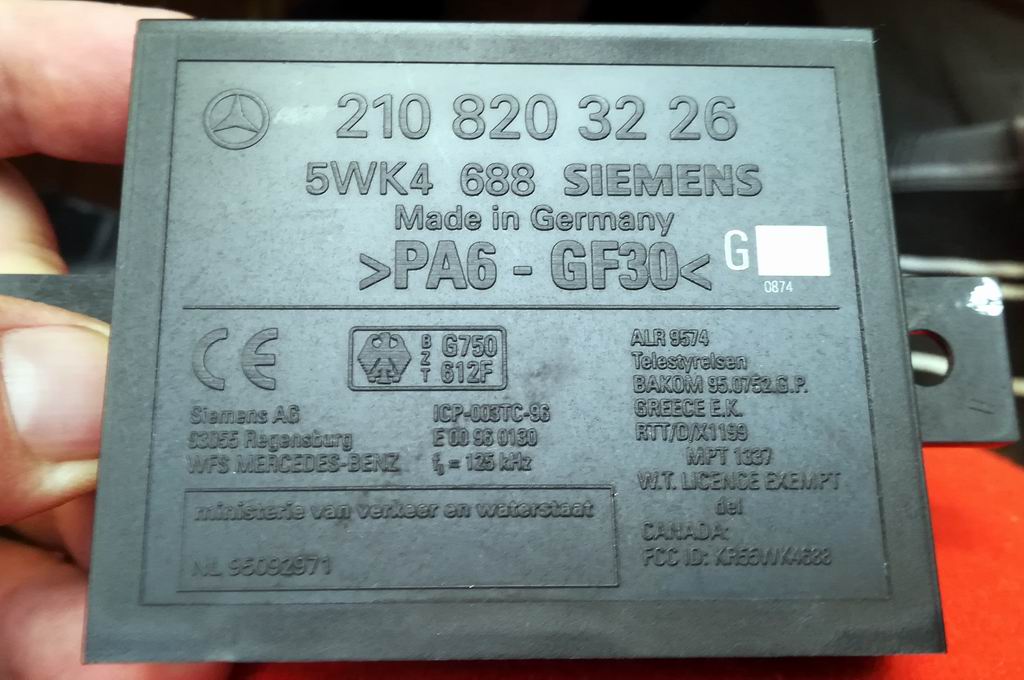 210 820 32 26
5WK4 688 SIEMENS
Made in Germany
>PA6 - GF30<
G
0874
CE
BZT G750 612F
Siemens AG
93055 Regensburg
WFS MERCEDES-BENZ
ICP-003TC-96
E 00 96 0130
f₀ = 125 kHz
ministerie van verkeer en waterstaat
NL 95092971
ALR 9574
Telestyrelsen
BAKOM 95.0752.G.P.
GREECE E.K.
RTT/D/X1199
MPT 1337
W.T. LICENCE EXEMPT
del
CANADA:
FCC ID: KR55WK4688